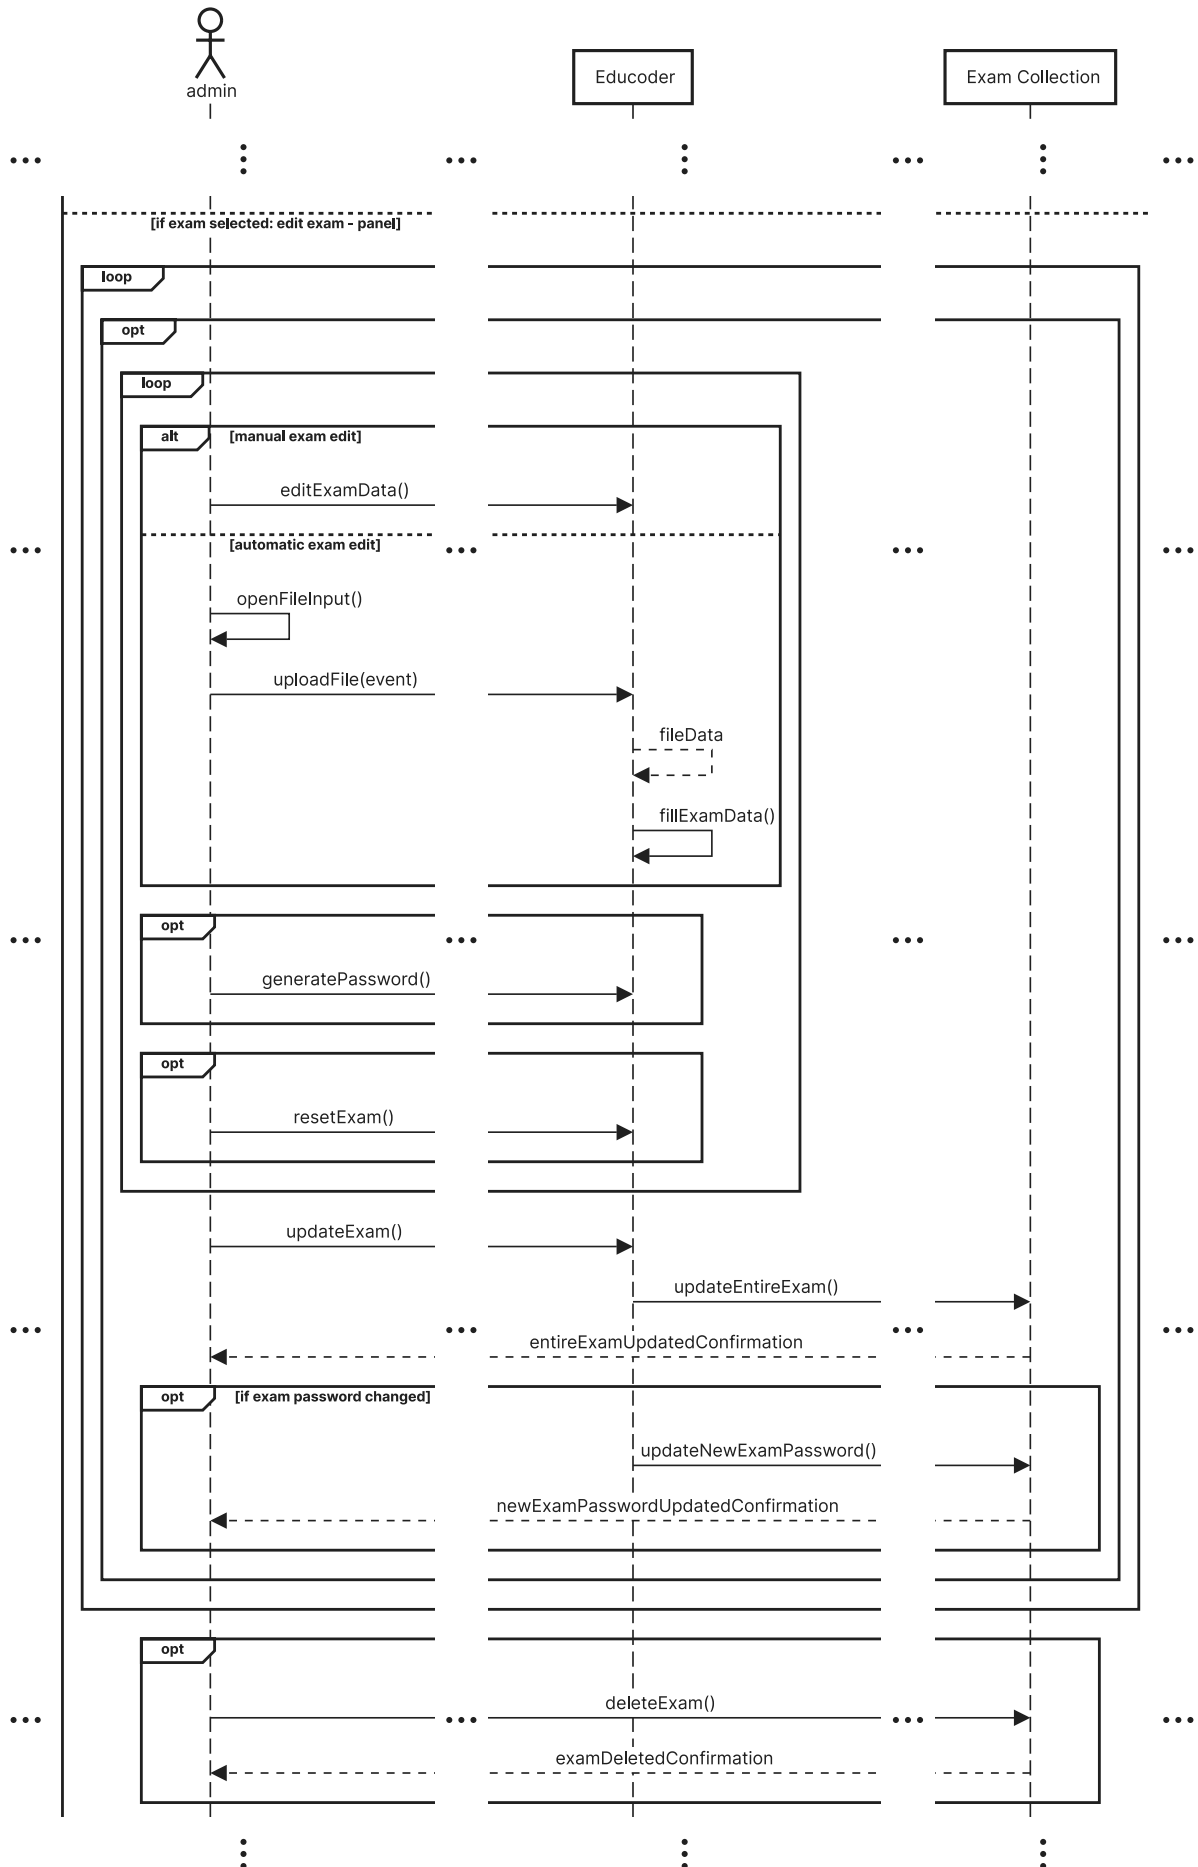 admin
Educoder
Exam Collection
[if exam selected: edit exam - panel]
loop
opt
loop
alt
[manual exam edit]
editExamData()
[automatic exam edit]
openFileInput()
uploadFile(event)
fileData
fillExamData()
opt
generatePassword()
opt
resetExam()
updateExam()
updateEntireExam()
entireExamUpdatedConfirmation
opt
[if exam password changed]
updateNewExamPassword()
newExamPasswordUpdatedConfirmation
opt
deleteExam()
examDeletedConfirmation